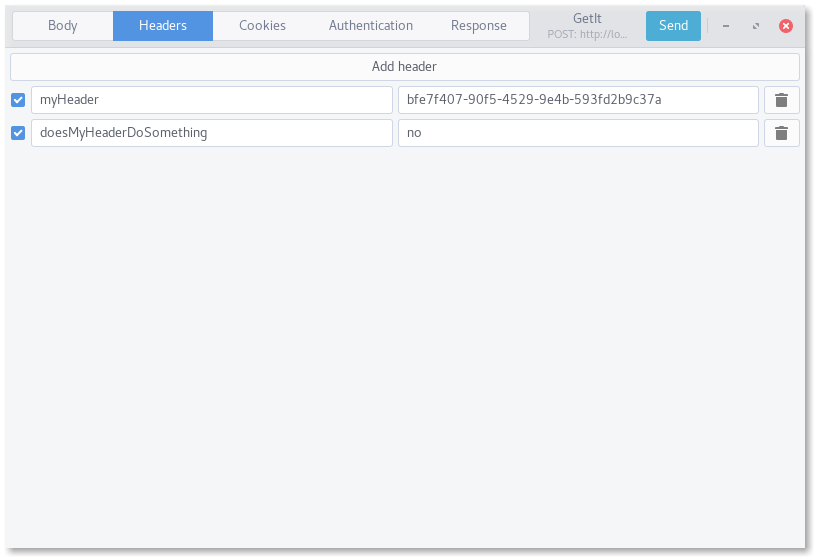 Body Headers Cookies Authentication Response GetIt Send
POST: http://lo...
Add header
myHeader bfe7f407-90f5-4529-9e4b-593fd2b9c37a
doesMyHeaderDoSomething no